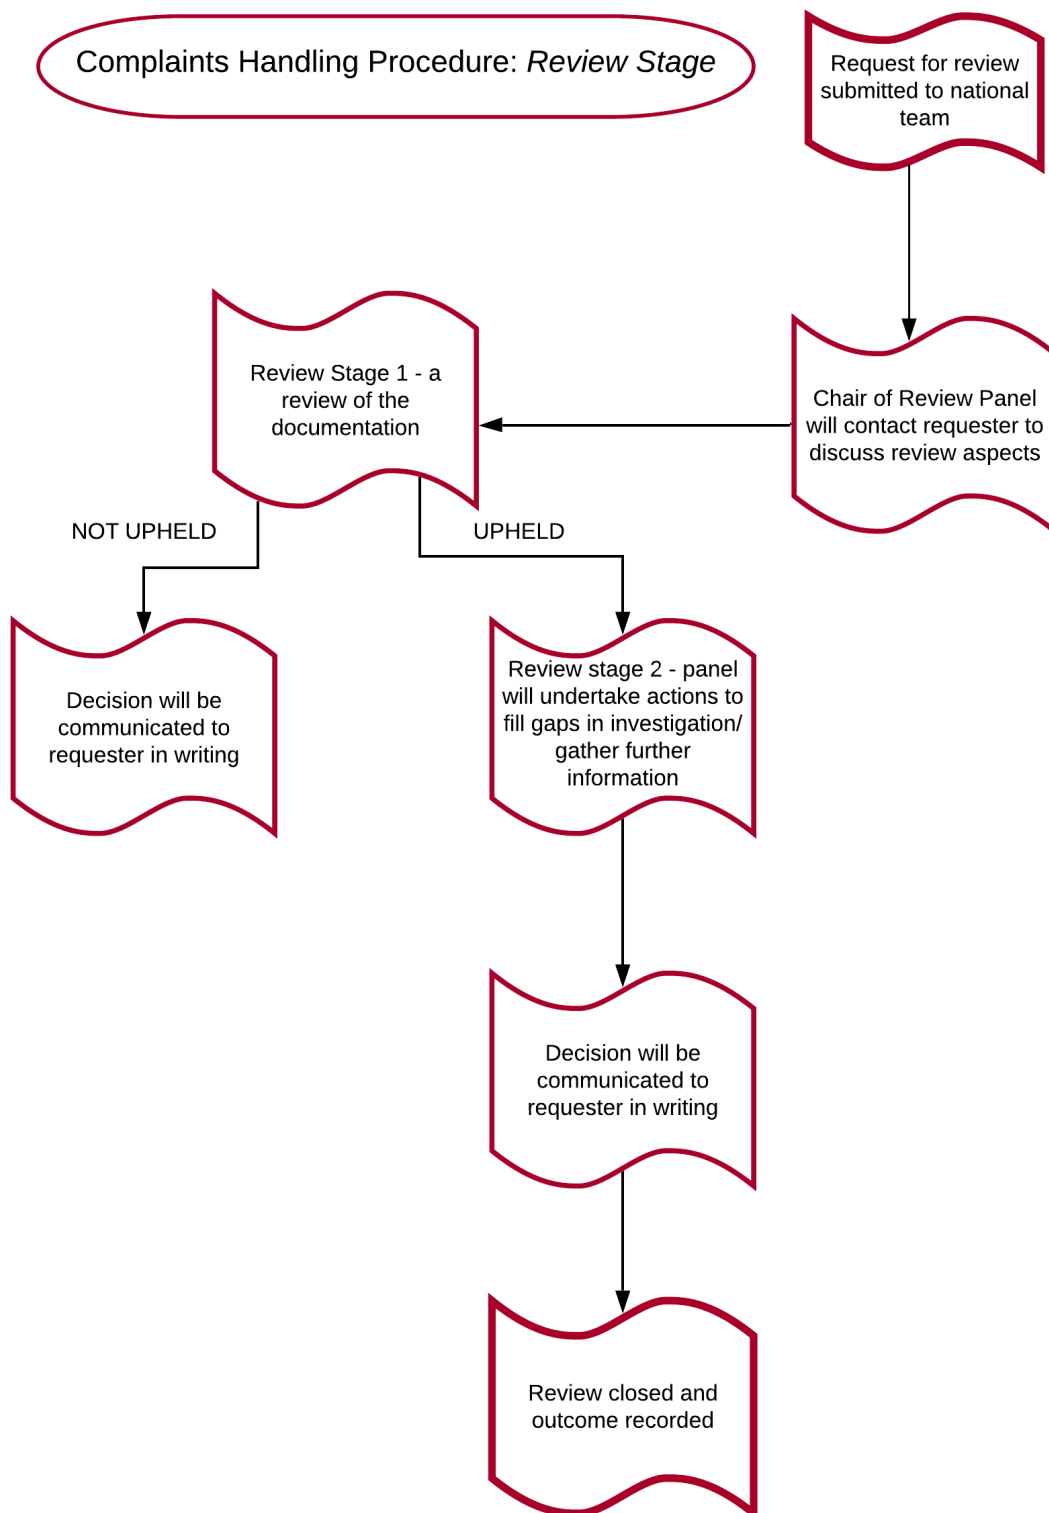 Complaints Handling Procedure: Review Stage
Request for review
submitted to national
team
Chair of Review Panel
will contact requester to
discuss review aspects
Review Stage 1 - a
review of the
documentation
NOT UPHELD
UPHELD
Decision will be
communicated to
requester in writing
Review stage 2 - panel
will undertake actions to
fill gaps in investigation/
gather further
information
Decision will be
communicated to
requester in writing
Review closed and
outcome recorded